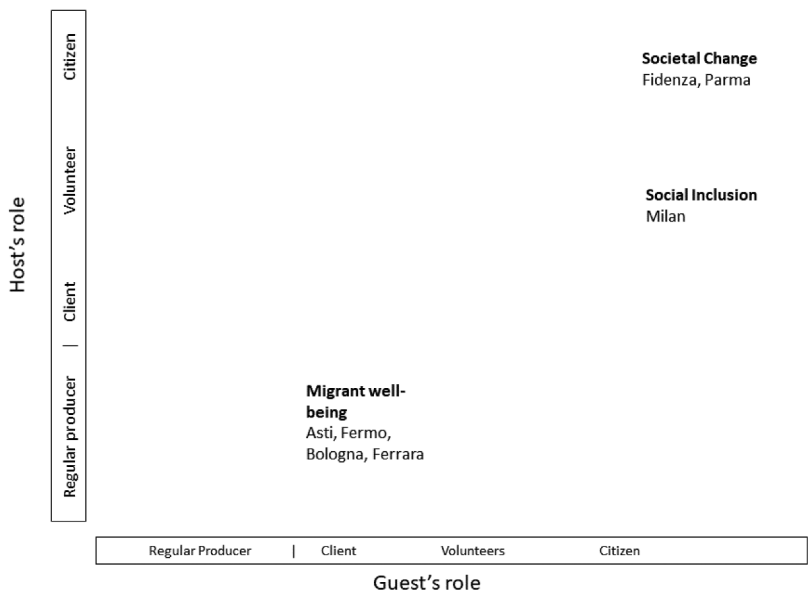 Host's role
Citizen
Volunteer
Client
|
Regular producer
Societal Change
Fidenza, Parma
Social Inclusion
Milan
Migrant well-
being
Asti, Fermo,
Bologna, Ferrara
Regular Producer | Client Volunteers Citizen
Guest's role